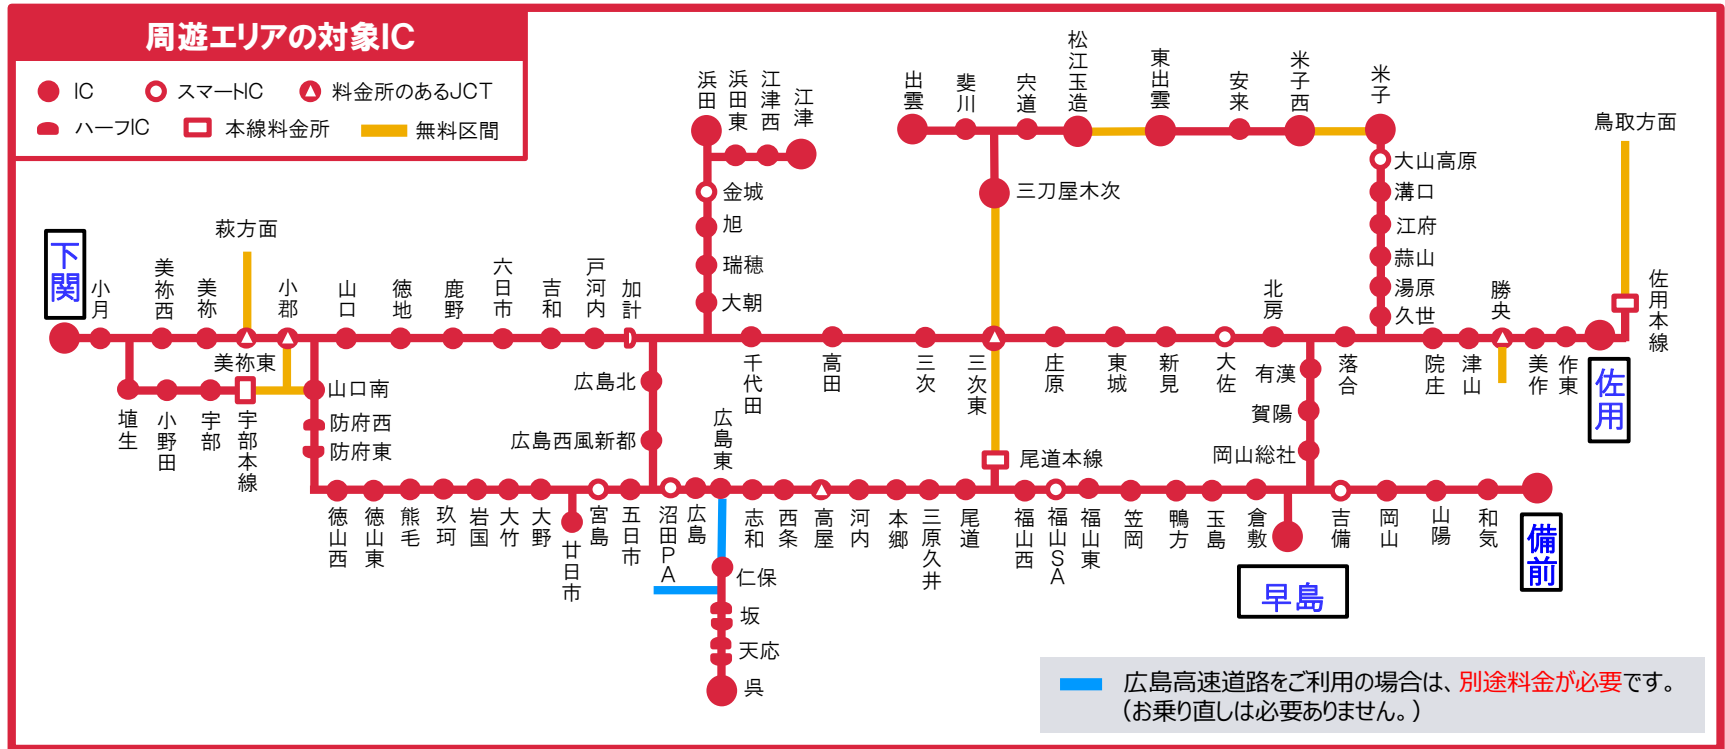 周遊エリアの対象IC
IC
スマートIC
料金所のあるJCT
ハーフIC
本線料金所
無料区間
浜田
浜田東
江津西
江津
金城
旭
瑞穂
大朝
出雲
斐川
宍道
松江玉造
東出雲
安来
米子西
米子
三刀屋木次
大山高原
溝口
江府
蒜山
湯原
久世
鳥取方面
佐用本線
萩方面
下関
小月
美祢西
美祢
美祢東
小郡
山口
徳地
鹿野
六日市
吉和
戸河内
加計
千代田
高田
三次
三次東
庄原
東城
新見
大佐
北房
落合
院庄
津山
勝央
美作
作東
佐用
埴生
小野田
宇部
宇部本線
山口南
防府西
防府東
広島北
広島西風新都
広島東
尾道本線
有漢
賀陽
岡山総社
徳山西
徳山東
熊毛
玖珂
岩国
大竹
大野
廿日市
宮島
五日市
沼田PA
広島
志和
西条
高屋
河内
本郷
三原久井
尾道
福山西
福山SA
福山東
笠岡
鴨方
玉島
倉敷
早島
吉備
岡山
山陽
和気
備前
仁保
坂
天応
呉
広島高速道路をご利用の場合は、別途料金が必要です。
（お乗り直しは必要ありません。）